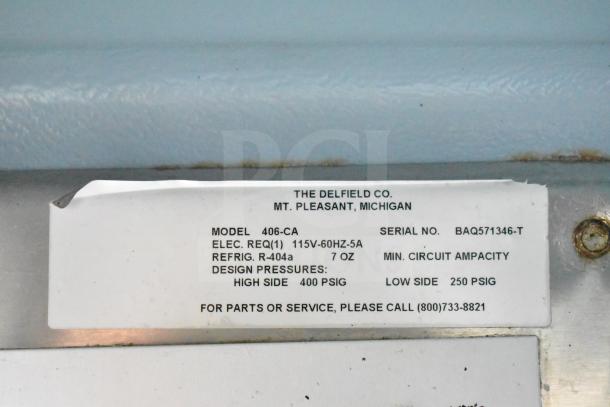 THE DELFIELD CO.
MT. PLEASANT, MICHIGAN
MODEL 406-CA SERIAL NO. BAQ571346-T
ELEC. REQ(1) 115V-60HZ-5A
REFRIG. R-404a 7 OZ MIN. CIRCUIT AMPACITY
DESIGN PRESSURES:
HIGH SIDE 400 PSIG LOW SIDE 250 PSIG
FOR PARTS OR SERVICE, PLEASE CALL (800)733-8821